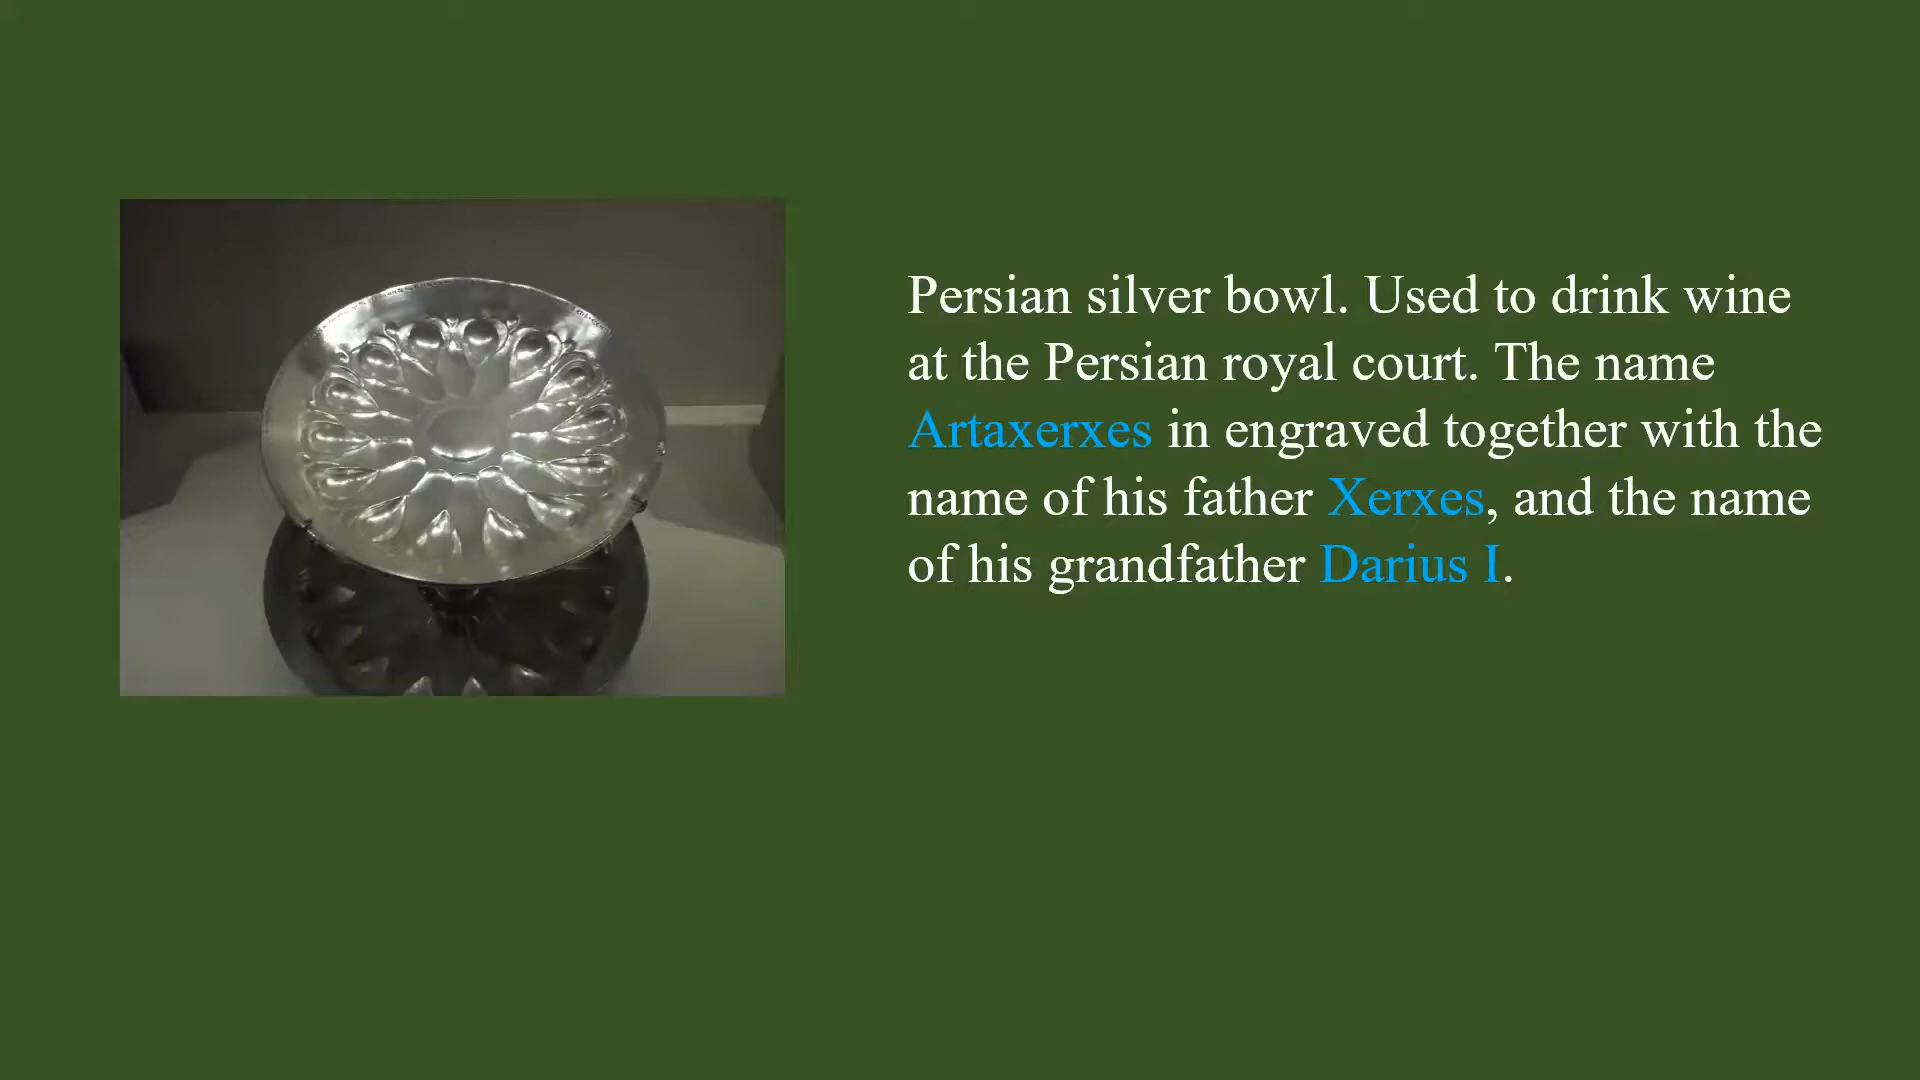 Persian silver bowl. Used to drink wine
at the Persian royal court. The name
Artaxerxes in engraved together with the
name of his father Xerxes, and the name
of his grandfather Darius I.